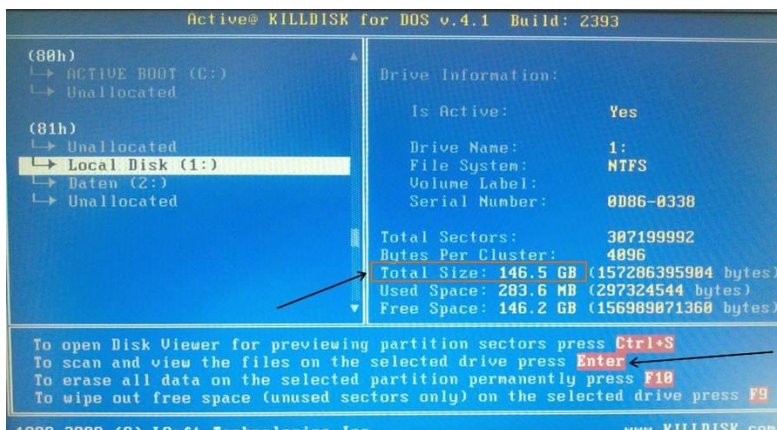 Active@ KILLDISK for DOS v.4.1 Build: 2393
(80h)
ACTIVE BOOT (C:)
Unallocated
(81h)
Unallocated
Local Disk (1:)
Daten (2:)
Unallocated
Drive Information:
Is Active: Yes
Drive Name: 1:
File System: NTFS
Volume Label:
Serial Number: 0D86-0338
Total Sectors: 307199992
Bytes Per Cluster: 4096
Total Size: 146.5 GB (157286395904 bytes)
Used Space: 283.6 MB (297324544 bytes)
Free Space: 146.2 GB (156989071360 bytes)
To open Disk Viewer for previewing partition sectors press Ctrl+S
To scan and view the files on the selected drive press Enter
To erase all data on the selected partition permanently press F10
To wipe out free space (unused sectors only) on the selected drive press F9